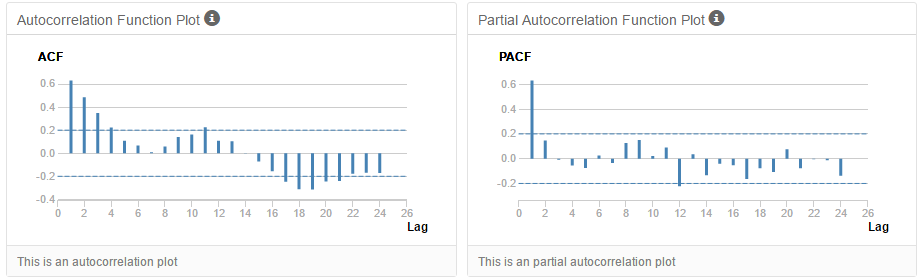 Autocorrelation Function Plot i
ACF
0.6
0.4
0.2
0.0
-0.2
-0.4
0 2 4 6 8 10 12 14 16 18 20 22 24 26
Lag
This is an autocorrelation plot
Partial Autocorrelation Function Plot i
PACF
0.6
0.4
0.2
0.0
-0.2
0 2 4 6 8 10 12 14 16 18 20 22 24 26
Lag
This is an partial autocorrelation plot